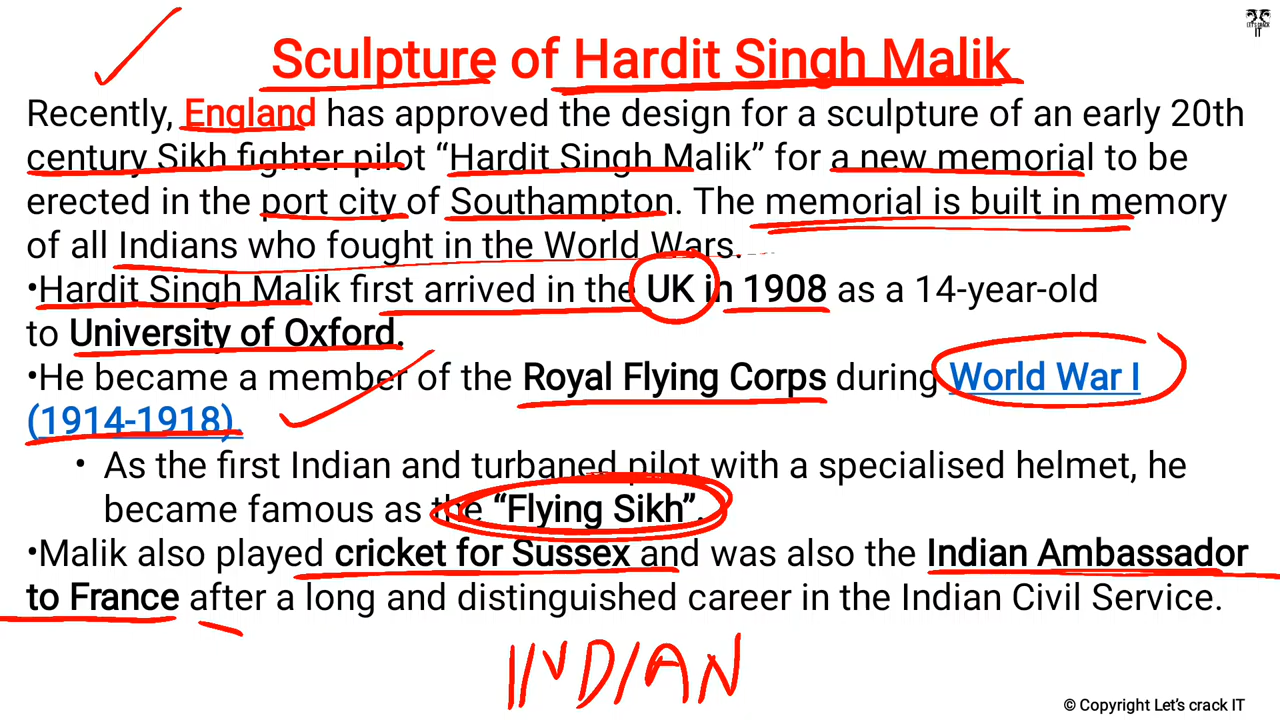 LET'S CRACK
IT
Sculpture of Hardit Singh Malik
Recently, England has approved the design for a sculpture of an early 20th
century Sikh fighter pilot “Hardit Singh Malik” for a new memorial to be
erected in the port city of Southampton. The memorial is built in memory
of all Indians who fought in the World Wars.
•Hardit Singh Malik first arrived in the UK in 1908 as a 14-year-old
to University of Oxford.
•He became a member of the Royal Flying Corps during World War I
(1914-1918).
• As the first Indian and turbaned pilot with a specialised helmet, he
became famous as the “Flying Sikh”.
•Malik also played cricket for Sussex and was also the Indian Ambassador
to France after a long and distinguished career in the Indian Civil Service.
INDIAN
© Copyright Let's crack IT